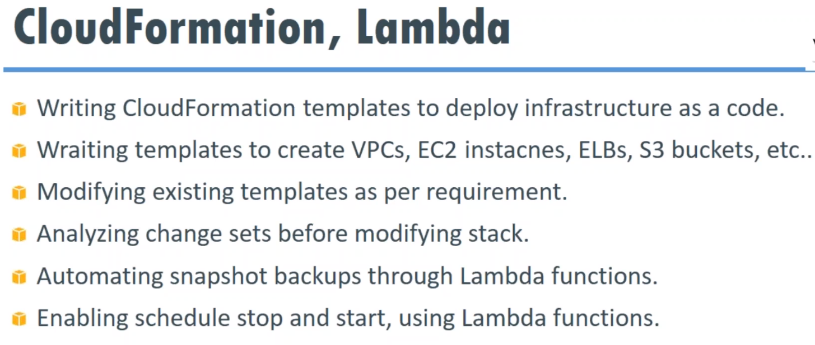 CloudFormation, Lambda
Writing CloudFormation templates to deploy infrastructure as a code.
Wraiting templates to create VPCs, EC2 instacnes, ELBs, S3 buckets, etc..
Modifying existing templates as per requirement.
Analyzing change sets before modifying stack.
Automating snapshot backups through Lambda functions.
Enabling schedule stop and start, using Lambda functions.